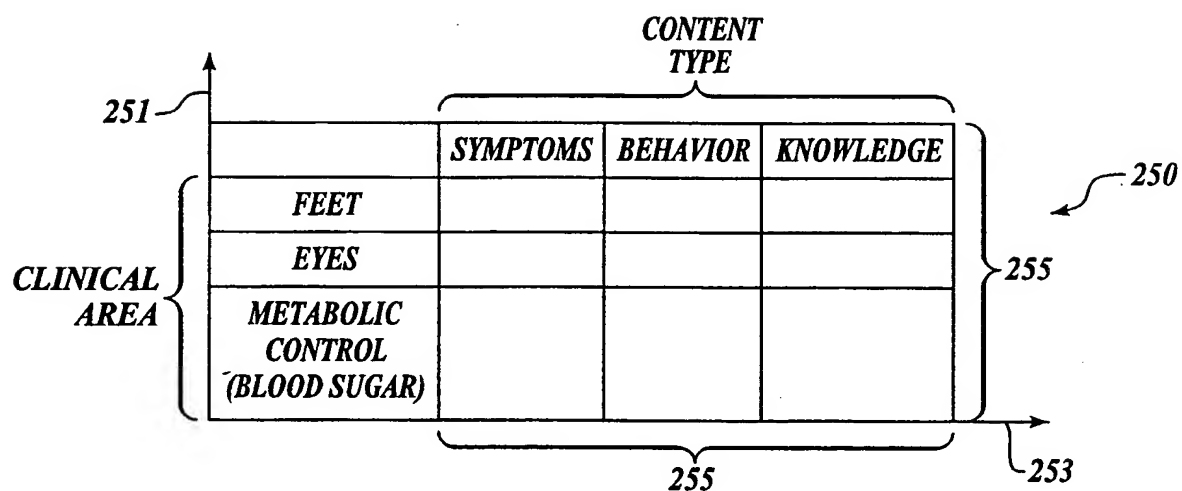 CONTENT
TYPE
251
SYMPTOMS BEHAVIOR KNOWLEDGE
250
FEET
EYES
CLINICAL
AREA
255
METABOLIC
CONTROL
(BLOOD SUGAR)
255
253